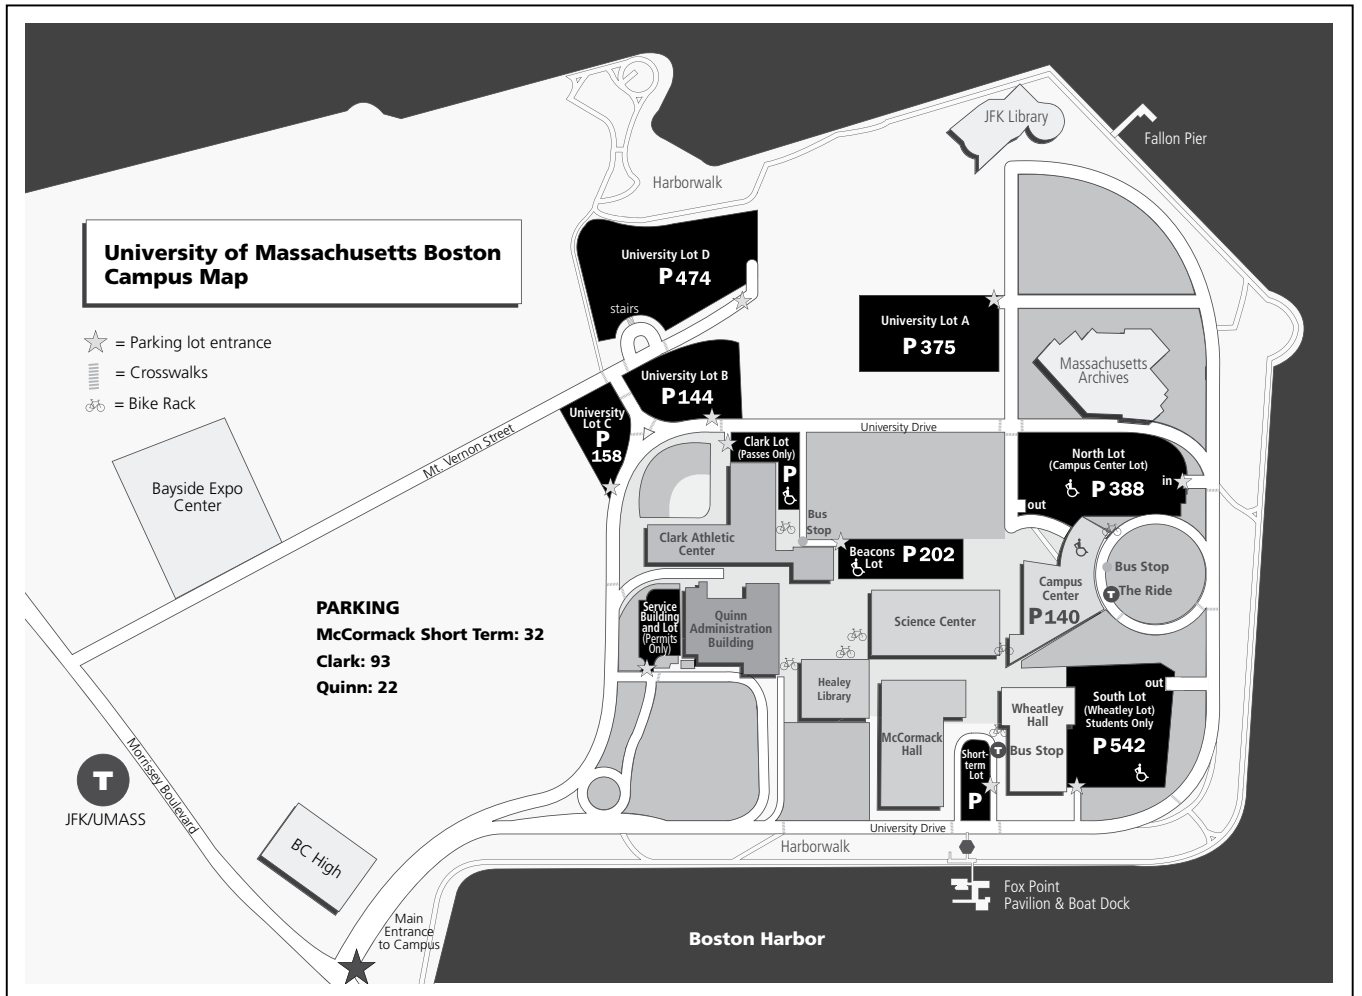 JFK Library
Fallon Pier
Harborwalk
University of Massachusetts Boston
Campus Map
University Lot D
P 474
stairs
= Parking lot entrance
= Crosswalks
= Bike Rack
University Lot A
P 375
Massachusetts
Archives
University Lot B
P 144
University
Lot C
P
158
University Drive
Mt. Vernon Street
Clark Lot
(Passes Only)
P
North Lot
(Campus Center Lot)
P 388
in
out
Bayside Expo
Center
Bus
Stop
Clark Athletic
Center
Beacons
Lot
P 202
Bus Stop
T The Ride
Campus
Center
P 140
PARKING
McCormack Short Term: 32
Clark: 93
Quinn: 22
Service
Building
and Lot
(Permits
Only)
Quinn
Administration
Building
Science Center
Healey
Library
out
South Lot
(Wheatley Lot)
Students Only
P 542
Wheatley
Hall
McCormack
Hall
T Bus Stop
Short-
term
Lot
P
Morrissey Boulevard
T
JFK/UMASS
BC High
University Drive
Harborwalk
Fox Point
Pavilion & Boat Dock
Main
Entrance
to Campus
Boston Harbor